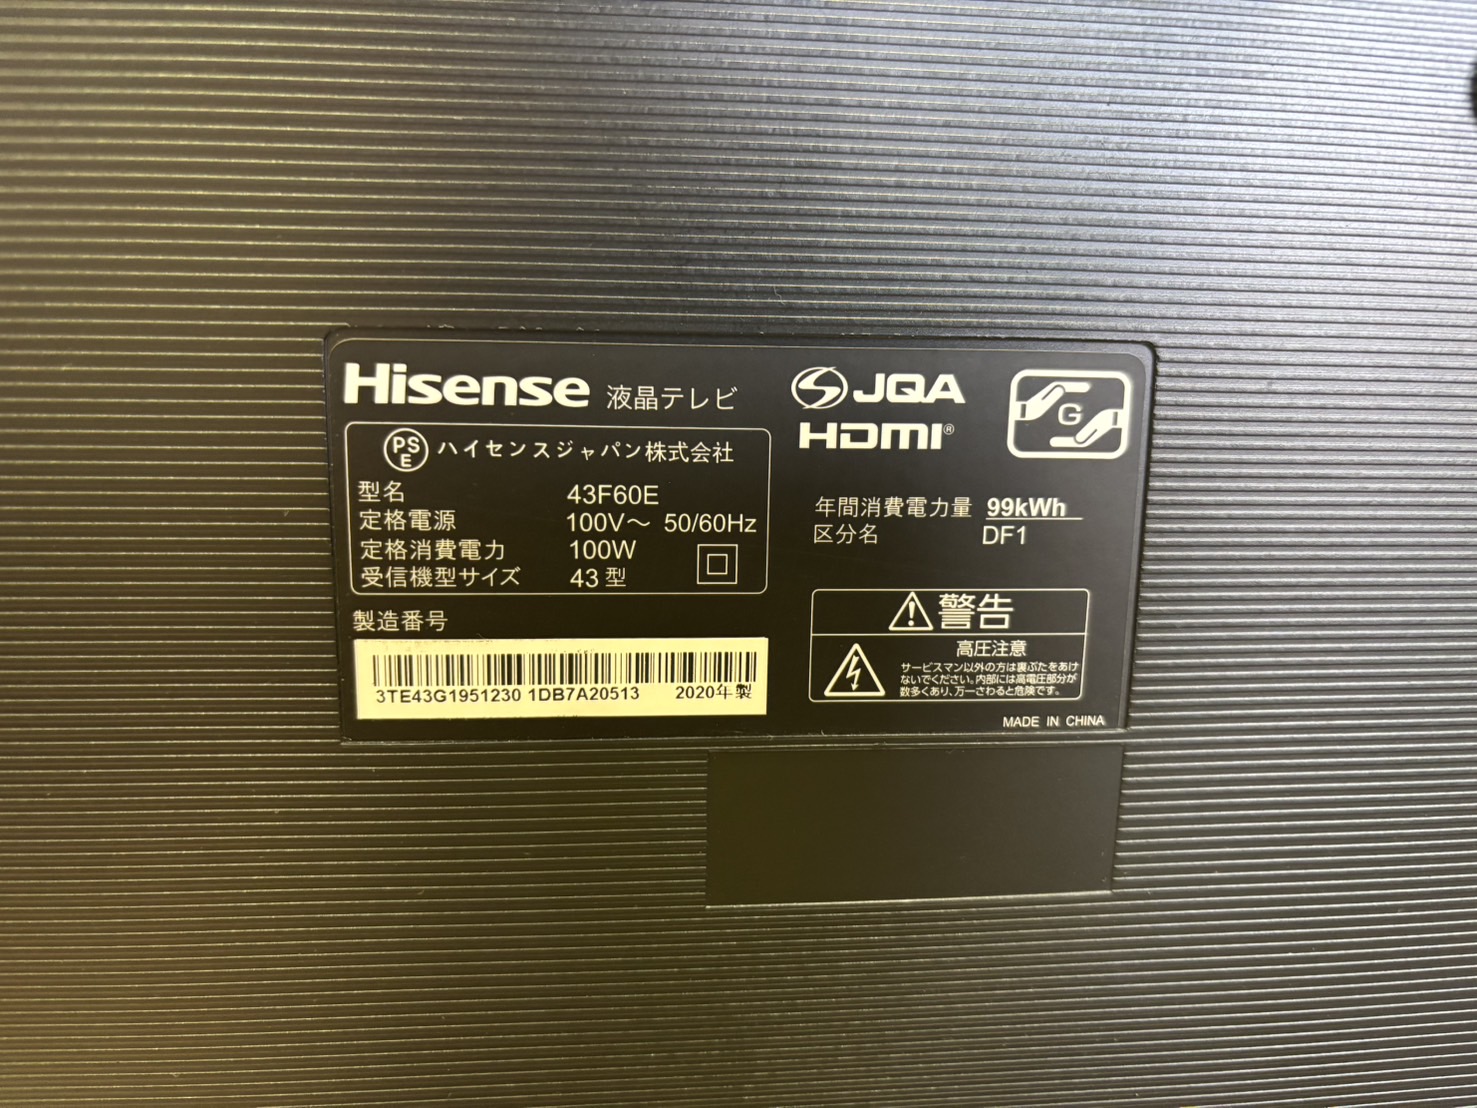 Hisense 液晶テレビ
PSE ハイセンスジャパン株式会社
型名 43F60E
定格電源 100V～ 50/60Hz
定格消費電力 100W
受信機型サイズ 43型
製造番号
3TE43G1951230 1DB7A20513 2020年製
S JQA
HDMI®
G
年間消費電力量 99kWh
区分名 DF1
警告
高圧注意
サービスマン以外の方は裏ぶたをあけ
ないでください。内部には高電圧部分が
数多くあり、万一さわると危険です。
MADE IN CHINA